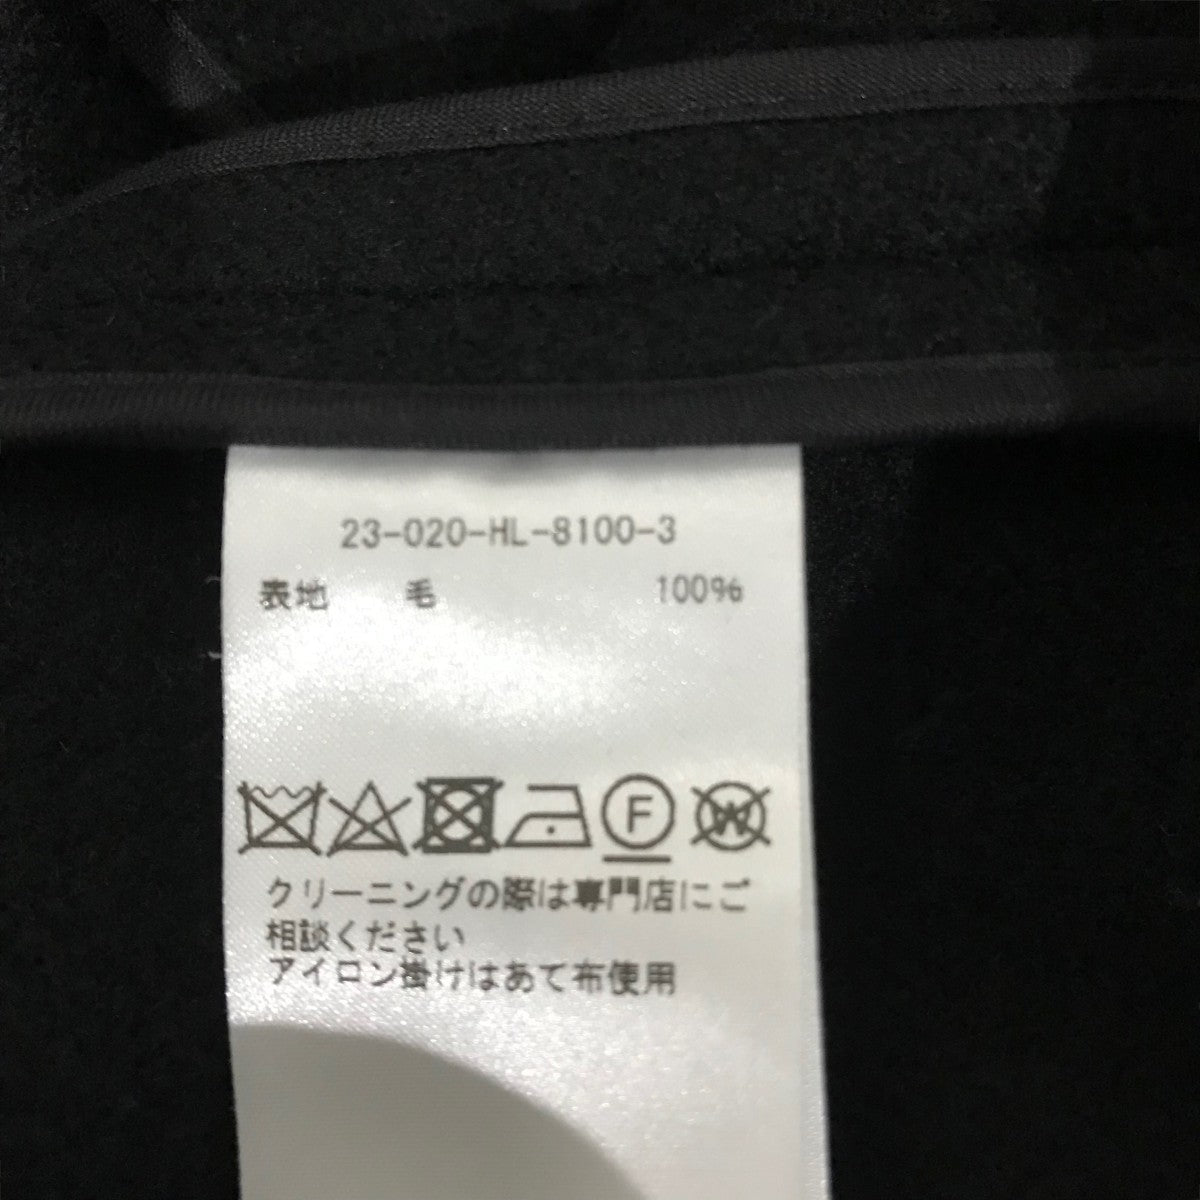 23-020-HL-8100-3
表地 毛 100%
F W
クリーニングの際は専門店にご
相談ください
アイロン掛けはあて布使用